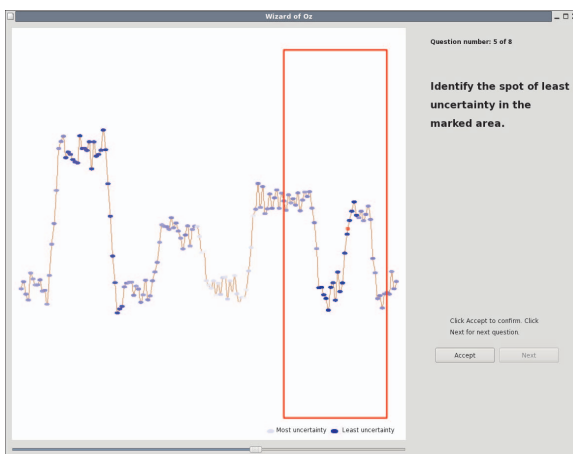 Wizard of Oz
Question number: 5 of 8
Identify the spot of least
uncertainty in the
marked area.
Click Accept to confirm. Click
Next for next question.
Accept Next
Most uncertainty Least uncertainty